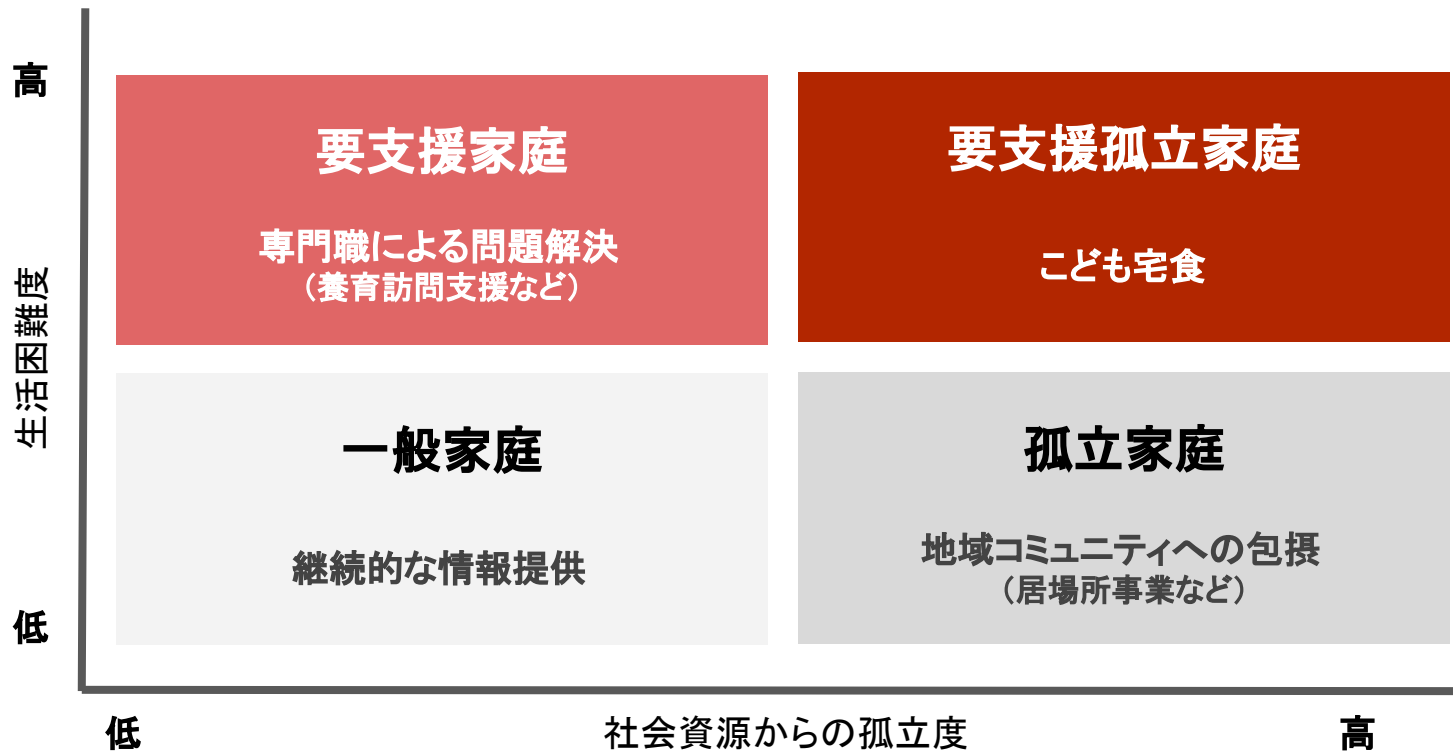 高
要支援家庭
専門職による問題解決
（養育訪問支援など）
要支援孤立家庭
こども宅食
生活困難度
一般家庭
継続的な情報提供
孤立家庭
地域コミュニティへの包摂
（居場所事業など）
低
低
社会資源からの孤立度
高